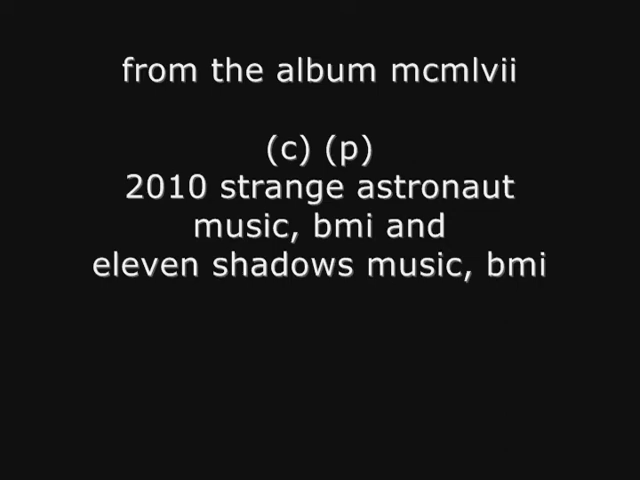 from the album mcmlvii
(c) (p)
2010 strange astronaut
music, bmi and
eleven shadows music, bmi